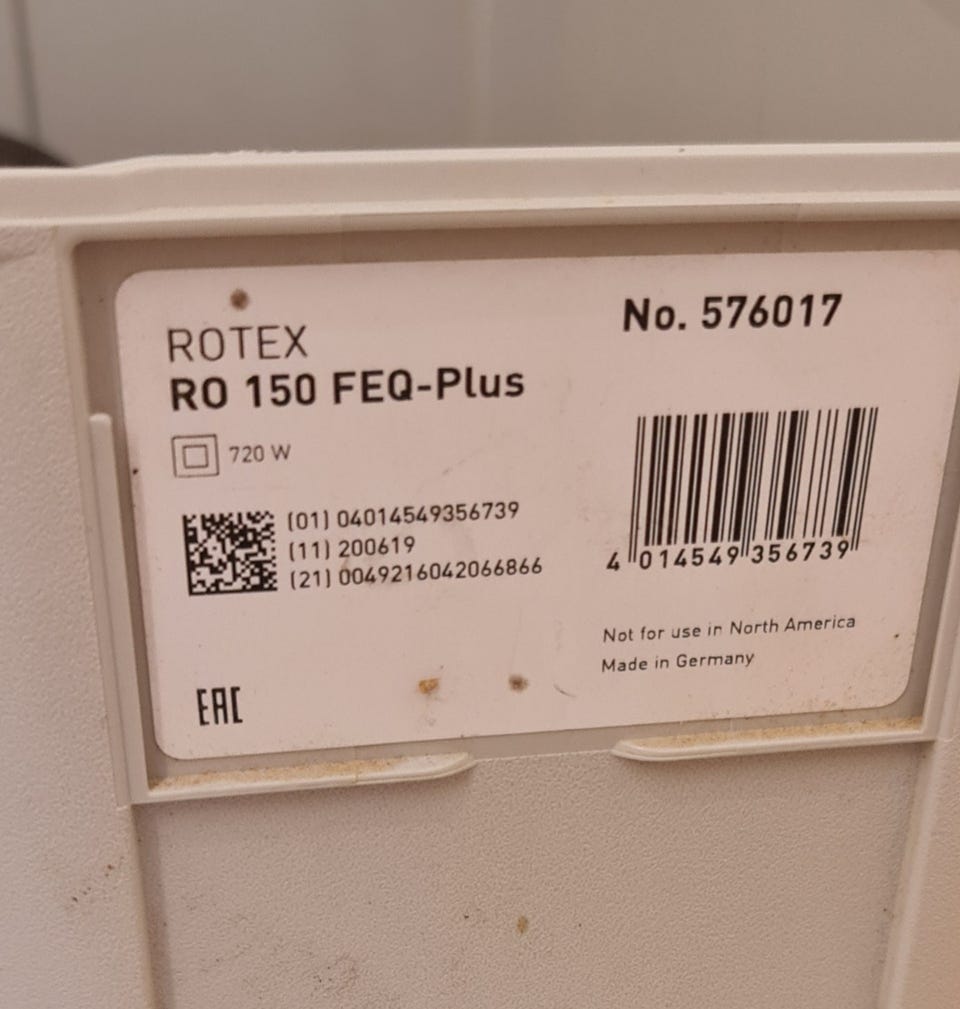 ROTEX
RO 150 FEQ-Plus
No. 576017
720 W
(01) 04014549356739
(11) 200619
(21) 0049216042066866
4 014549 356739
Not for use in North America
Made in Germany
EAC